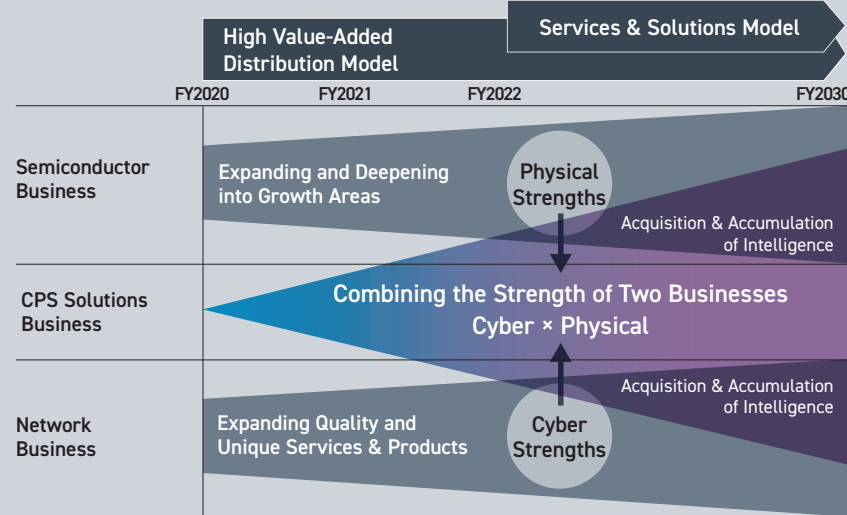 High Value-Added
Distribution Model
Services & Solutions Model
FY2020
FY2021
FY2022
FY2030
Semiconductor
Business
Expanding and Deepening
into Growth Areas
Physical
Strengths
Acquisition & Accumulation
of Intelligence
CPS Solutions
Business
Combining the Strength of Two Businesses
Cyber × Physical
Network
Business
Expanding Quality and
Unique Services & Products
Cyber
Strengths
Acquisition & Accumulation
of Intelligence